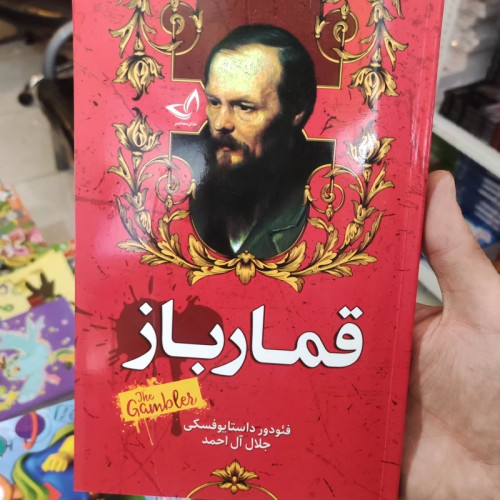 قمارباز
The
Gambler
فئودور داستایوفسکی
جلال آل احمد